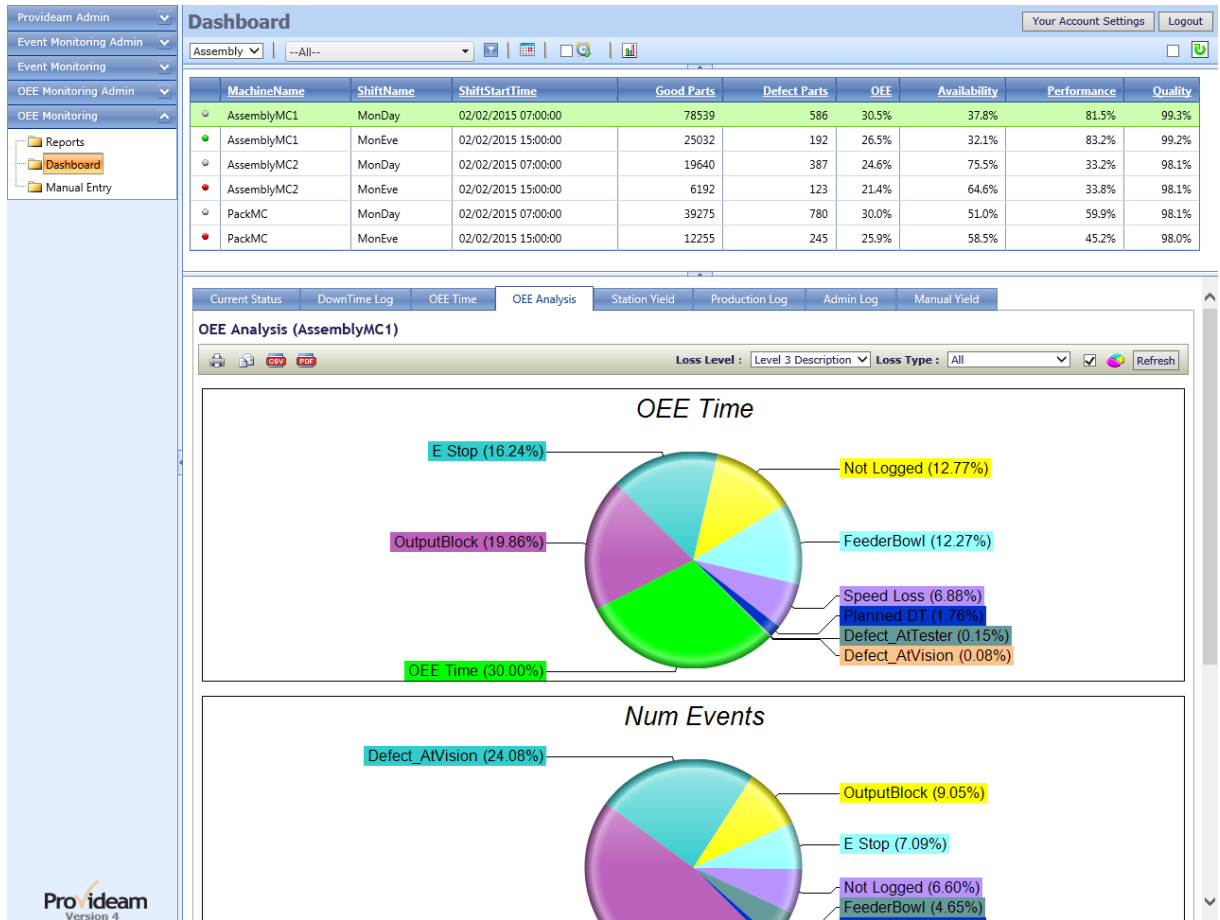 Provideam Admin
Event Monitoring Admin
Event Monitoring
OEE Monitoring Admin
OEE Monitoring
Reports
Dashboard
Manual Entry
Provideam
Version 4
Dashboard
Your Account Settings Logout
Assembly --All--
MachineName ShiftName ShiftStartTime Good Parts Defect Parts OEE Availability Performance Quality
AssemblyMC1 MonDay 02/02/2015 07:00:00 78539 586 30.5% 37.8% 81.5% 99.3%
AssemblyMC1 MonEve 02/02/2015 15:00:00 25032 192 26.5% 32.1% 83.2% 99.2%
AssemblyMC2 MonDay 02/02/2015 07:00:00 19640 387 24.6% 75.5% 33.2% 98.1%
AssemblyMC2 MonEve 02/02/2015 15:00:00 6192 123 21.4% 64.6% 33.8% 98.1%
PackMC MonDay 02/02/2015 07:00:00 39275 780 30.0% 51.0% 59.9% 98.1%
PackMC MonEve 02/02/2015 15:00:00 12255 245 25.9% 58.5% 45.2% 98.0%
Current Status DownTime Log OEE Time OEE Analysis Station Yield Production Log Admin Log Manual Yield
OEE Analysis (AssemblyMC1)
CSV PDF Loss Level : Level 3 Description Loss Type : All Refresh
OEE Time
E Stop (16.24%)
Not Logged (12.77%)
OutputBlock (19.86%)
FeederBowl (12.27%)
Speed Loss (6.88%)
Planned DT (1.76%)
Defect_AtTester (0.15%)
Defect_AtVision (0.08%)
OEE Time (30.00%)
Num Events
Defect_AtVision (24.08%)
OutputBlock (9.05%)
E Stop (7.09%)
Not Logged (6.60%)
FeederBowl (4.65%)